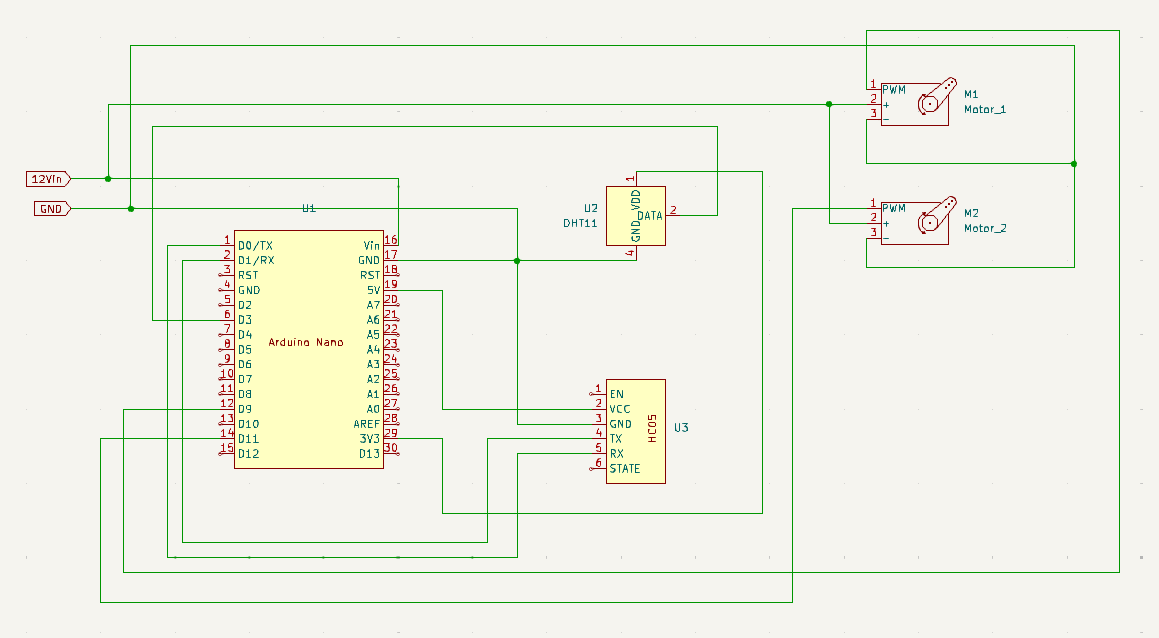 12Vin
GND
U1
Arduino Nano
1 D0/TX
2 D1/RX
3 RST
4 GND
5 D2
6 D3
7 D4
8 D5
9 D6
10 D7
11 D8
12 D9
13 D10
14 D11
15 D12
Vin 16
GND 17
RST 18
5V 19
A7 20
A6 21
A5 22
A4 23
A3 24
A2 25
A1 26
A0 27
AREF 28
3V3 29
D13 30
U2
DHT11
1 VDD
DATA 2
GND 4
1 EN
2 VCC
3 GND
4 TX
5 RX
6 STATE
HC05
U3
1 PWM
2 +
3 -
M1
Motor_1
1 PWM
2 +
3 -
M2
Motor_2